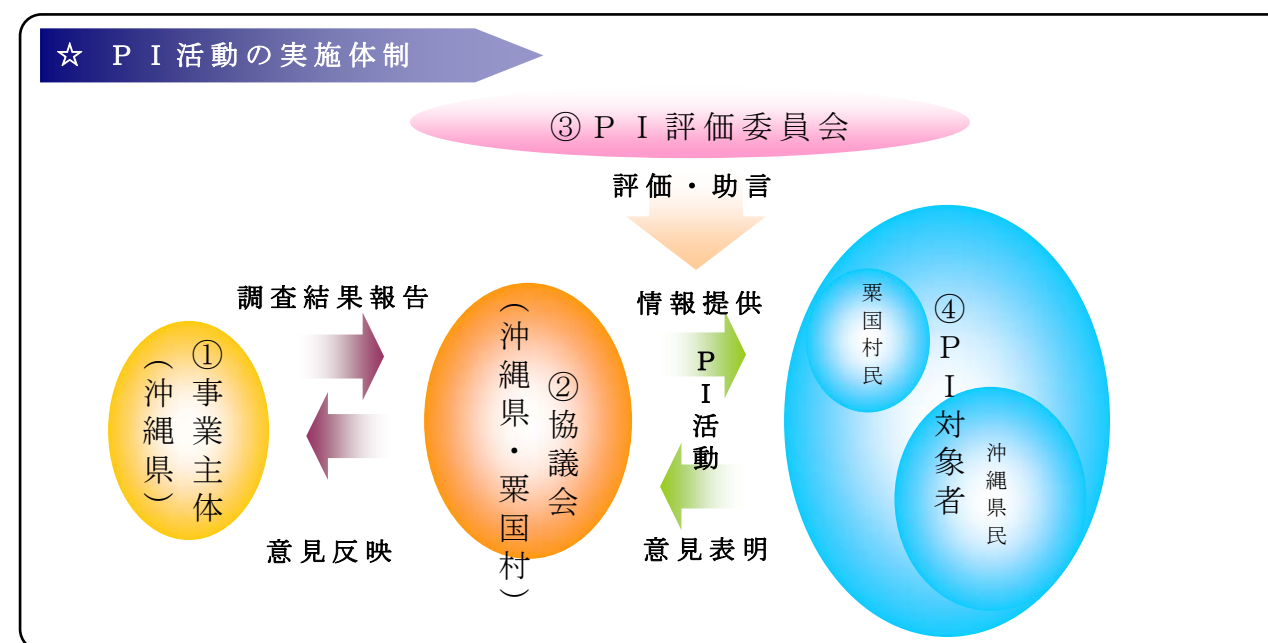 ☆ ＰＩ活動の実施体制
③ＰＩ評価委員会
評価・助言
調査結果報告
情報提供
①事業主体
（沖縄県）
②協議会
（沖縄県・粟国村）
ＰＩ活動
④ＰＩ対象者
粟国村民
沖縄県民
意見反映
意見表明